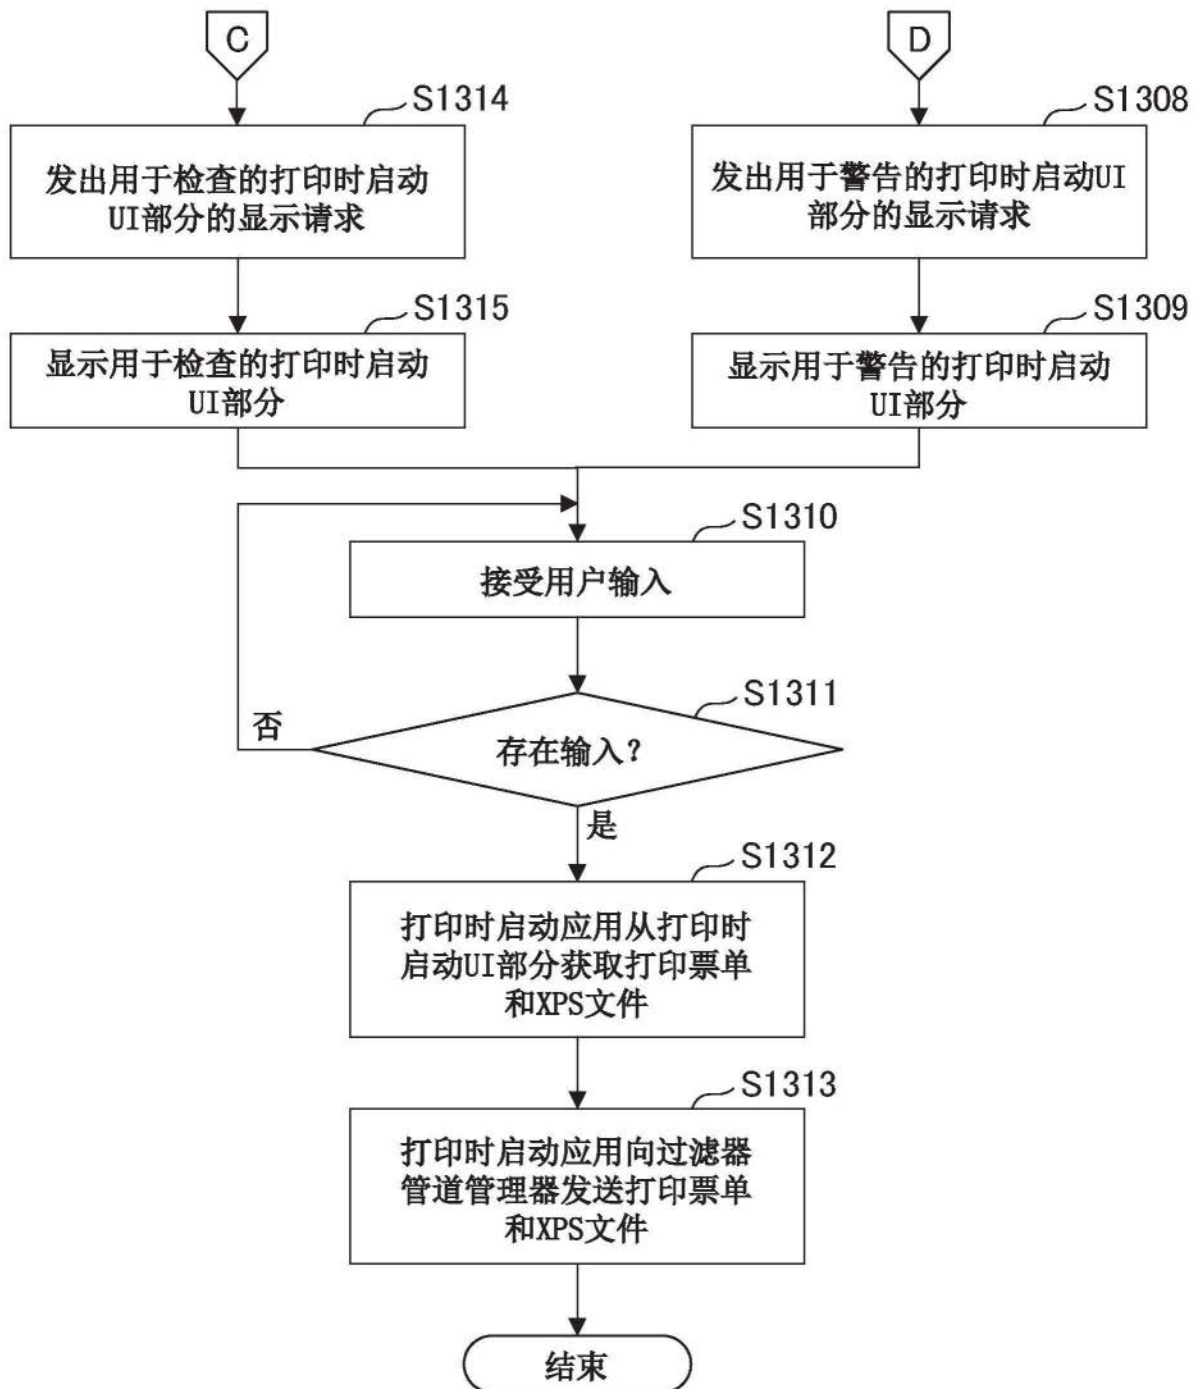 C
D
S1314
S1308
发出用于检查的打印时启动
UI部分的显示请求
发出用于警告的打印时启动UI
部分的显示请求
S1315
S1309
显示用于检查的打印时启动
UI部分
显示用于警告的打印时启动
UI部分
S1310
接受用户输入
S1311
否
存在输入?
是
S1312
打印时启动应用从打印时
启动UI部分获取打印票单
和XPS文件
S1313
打印时启动应用向过滤器
管道管理器发送打印票单
和XPS文件
结束